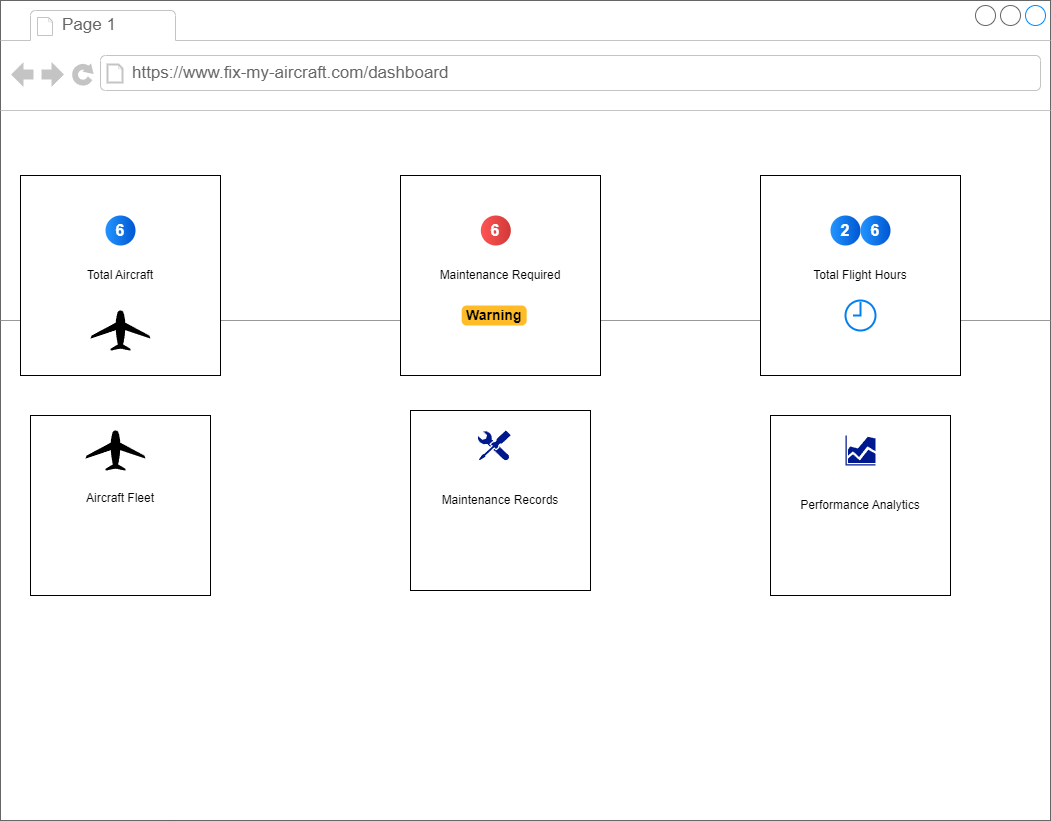 Page 1
https://www.fix-my-aircraft.com/dashboard
6
Total Aircraft
6
Maintenance Required
Warning
2 6
Total Flight Hours
Aircraft Fleet
Maintenance Records
Performance Analytics